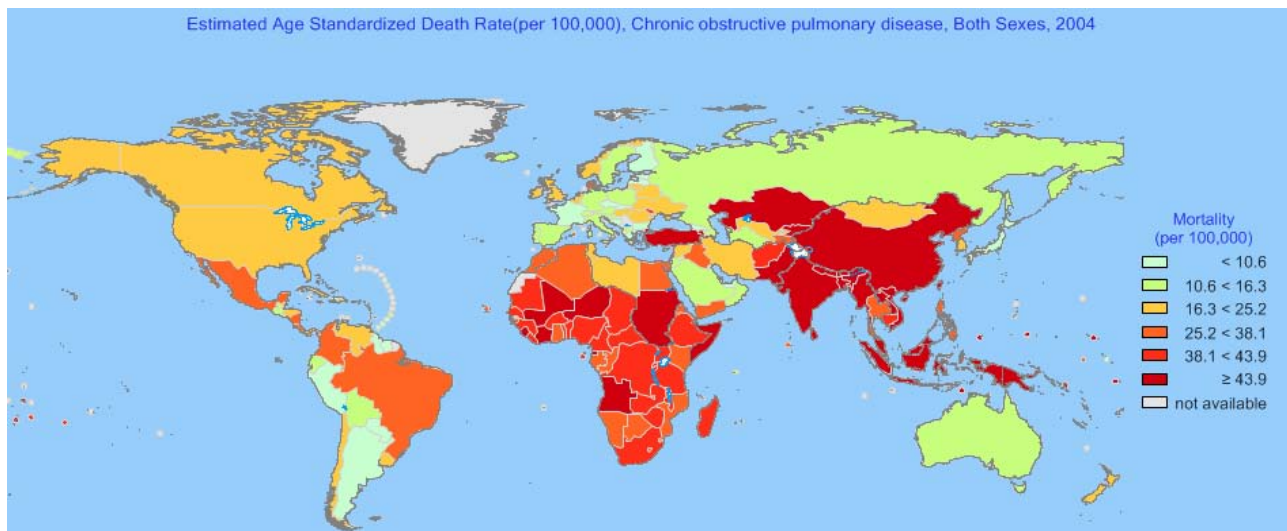 Estimated Age Standardized Death Rate(per 100,000), Chronic obstructive pulmonary disease, Both Sexes, 2004
Mortality
(per 100,000)
< 10.6
10.6 < 16.3
16.3 < 25.2
25.2 < 38.1
38.1 < 43.9
≥ 43.9
not available